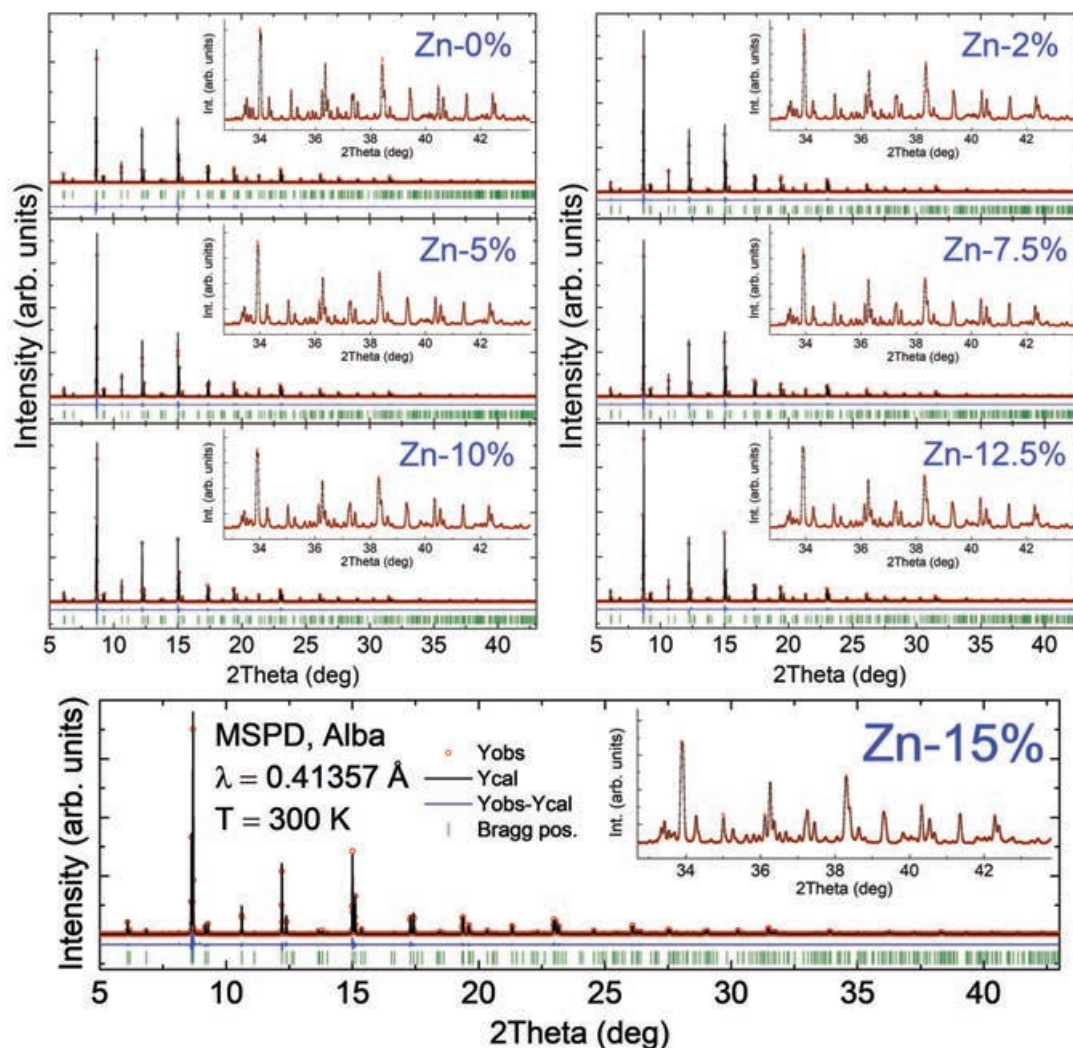 Zn-0%
Int. (arb. units)
34 36 38 40 42
2Theta (deg)
Zn-2%
Int. (arb. units)
34 36 38 40 42
2Theta (deg)
Intensity (arb. units)
Zn-5%
Int. (arb. units)
34 36 38 40 42
2Theta (deg)
Intensity (arb. units)
Zn-7.5%
Int. (arb. units)
34 36 38 40 42
2Theta (deg)
Zn-10%
Int. (arb. units)
34 36 38 40 42
2Theta (deg)
Zn-12.5%
Int. (arb. units)
34 36 38 40 42
2Theta (deg)
5 10 15 20 25 30 35 40
2Theta (deg)
5 10 15 20 25 30 35 40
2Theta (deg)
Intensity (arb. units)
MSPD, Alba
λ = 0.41357 Å
T = 300 K
Yobs
Ycal
Yobs-Ycal
Bragg pos.
Zn-15%
Int. (arb. units)
34 36 38 40 42
2Theta (deg)
5 10 15 20 25 30 35 40
2Theta (deg)